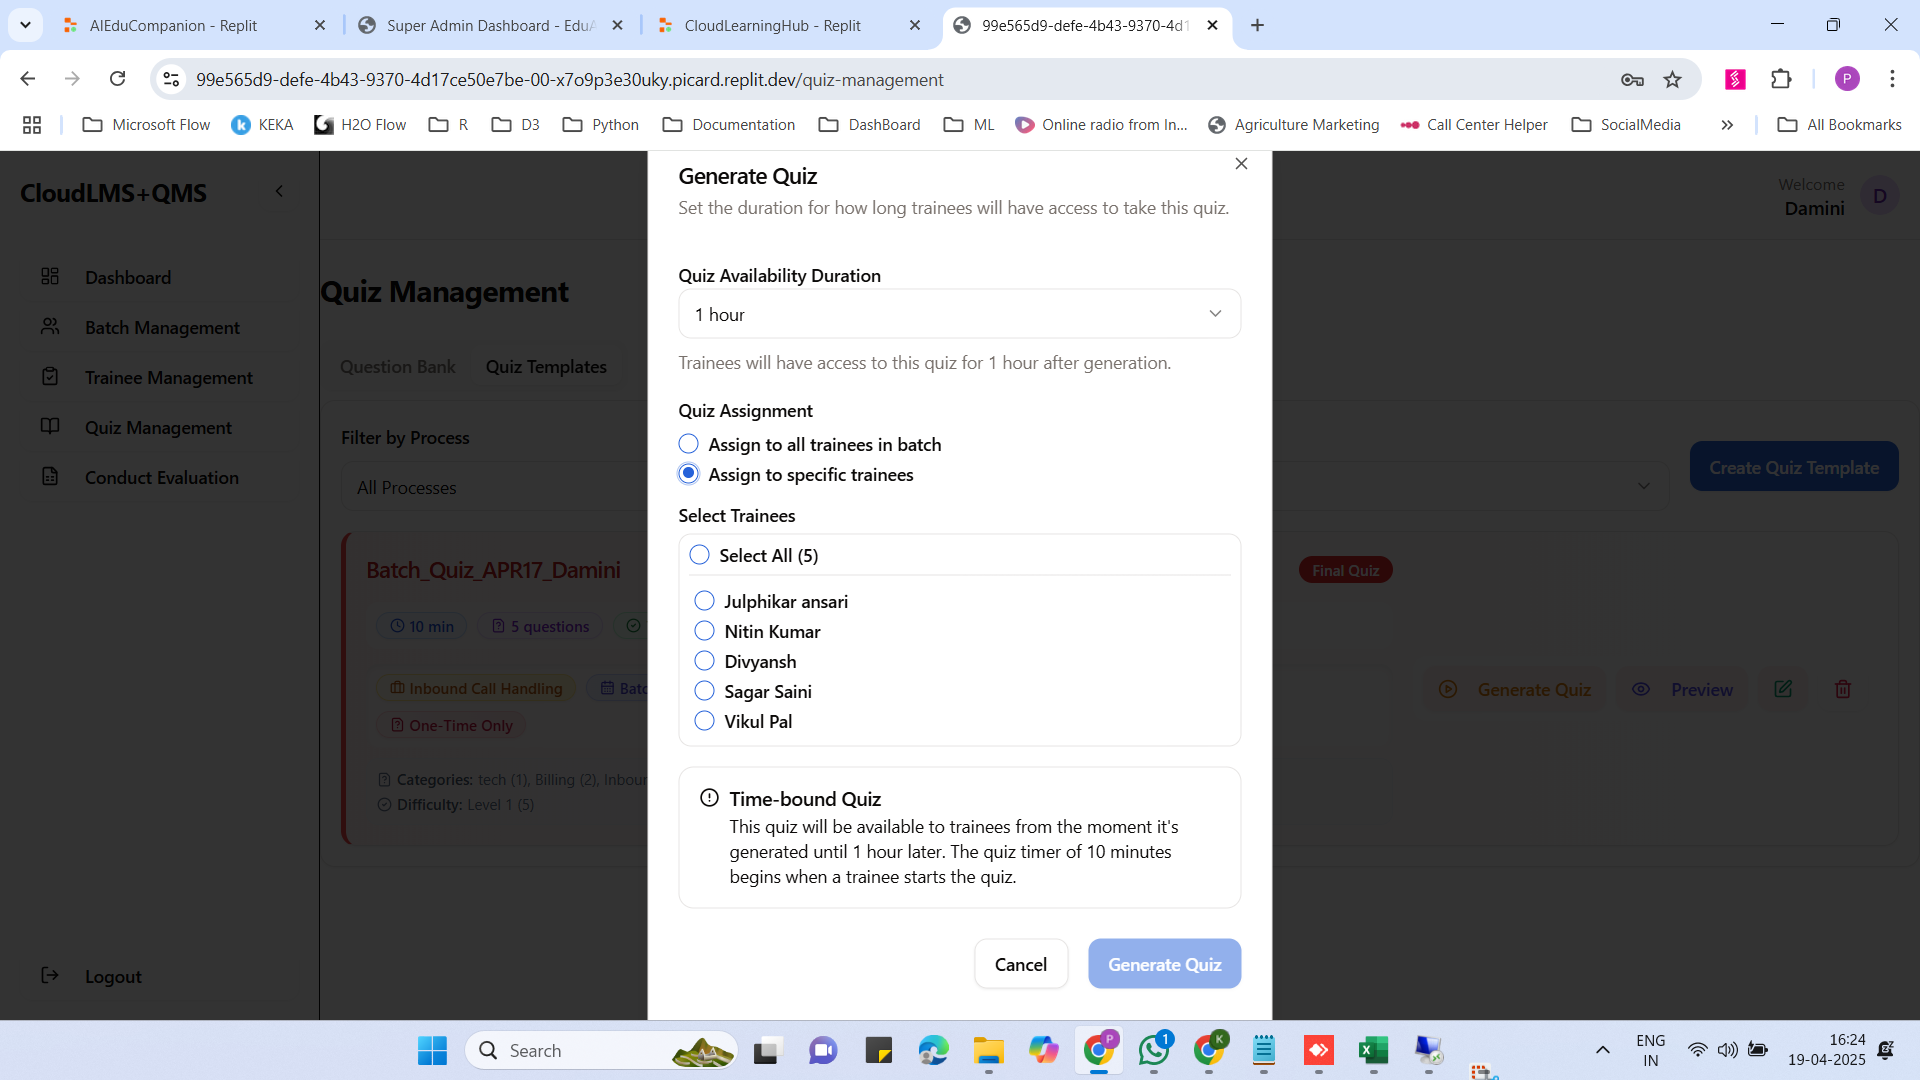 AIEduCompanion - Replit
Super Admin Dashboard - EduA
CloudLearningHub - Replit
99e565d9-defe-4b43-9370-4d1
99e565d9-defe-4b43-9370-4d17ce50e7be-00-x7o9p3e30uky.picard.replit.dev/quiz-management
P
Microsoft Flow
KEKA
H2O Flow
R
D3
Python
Documentation
DashBoard
ML
Online radio from In...
Agriculture Marketing
Call Center Helper
SocialMedia
All Bookmarks
CloudLMS+QMS
Welcome
Damini
D
Dashboard
Batch Management
Trainee Management
Quiz Management
Conduct Evaluation
Logout
Quiz Management
Question Bank
Quiz Templates
Filter by Process
All Processes
Create Quiz Template
Batch_Quiz_APR17_Damini
Final Quiz
10 min
5 questions
Inbound Call Handling
Batc
One-Time Only
Categories: tech (1), Billing (2), Inbou
Difficulty: Level 1 (5)
Generate Quiz
Preview
Generate Quiz
Set the duration for how long trainees will have access to take this quiz.
Quiz Availability Duration
1 hour
Trainees will have access to this quiz for 1 hour after generation.
Quiz Assignment
Assign to all trainees in batch
Assign to specific trainees
Select Trainees
Select All (5)
Julphikar ansari
Nitin Kumar
Divyansh
Sagar Saini
Vikul Pal
Time-bound Quiz
This quiz will be available to trainees from the moment it's
generated until 1 hour later. The quiz timer of 10 minutes
begins when a trainee starts the quiz.
Cancel
Generate Quiz
Search
P
1
K
ENG
IN
16:24
19-04-2025